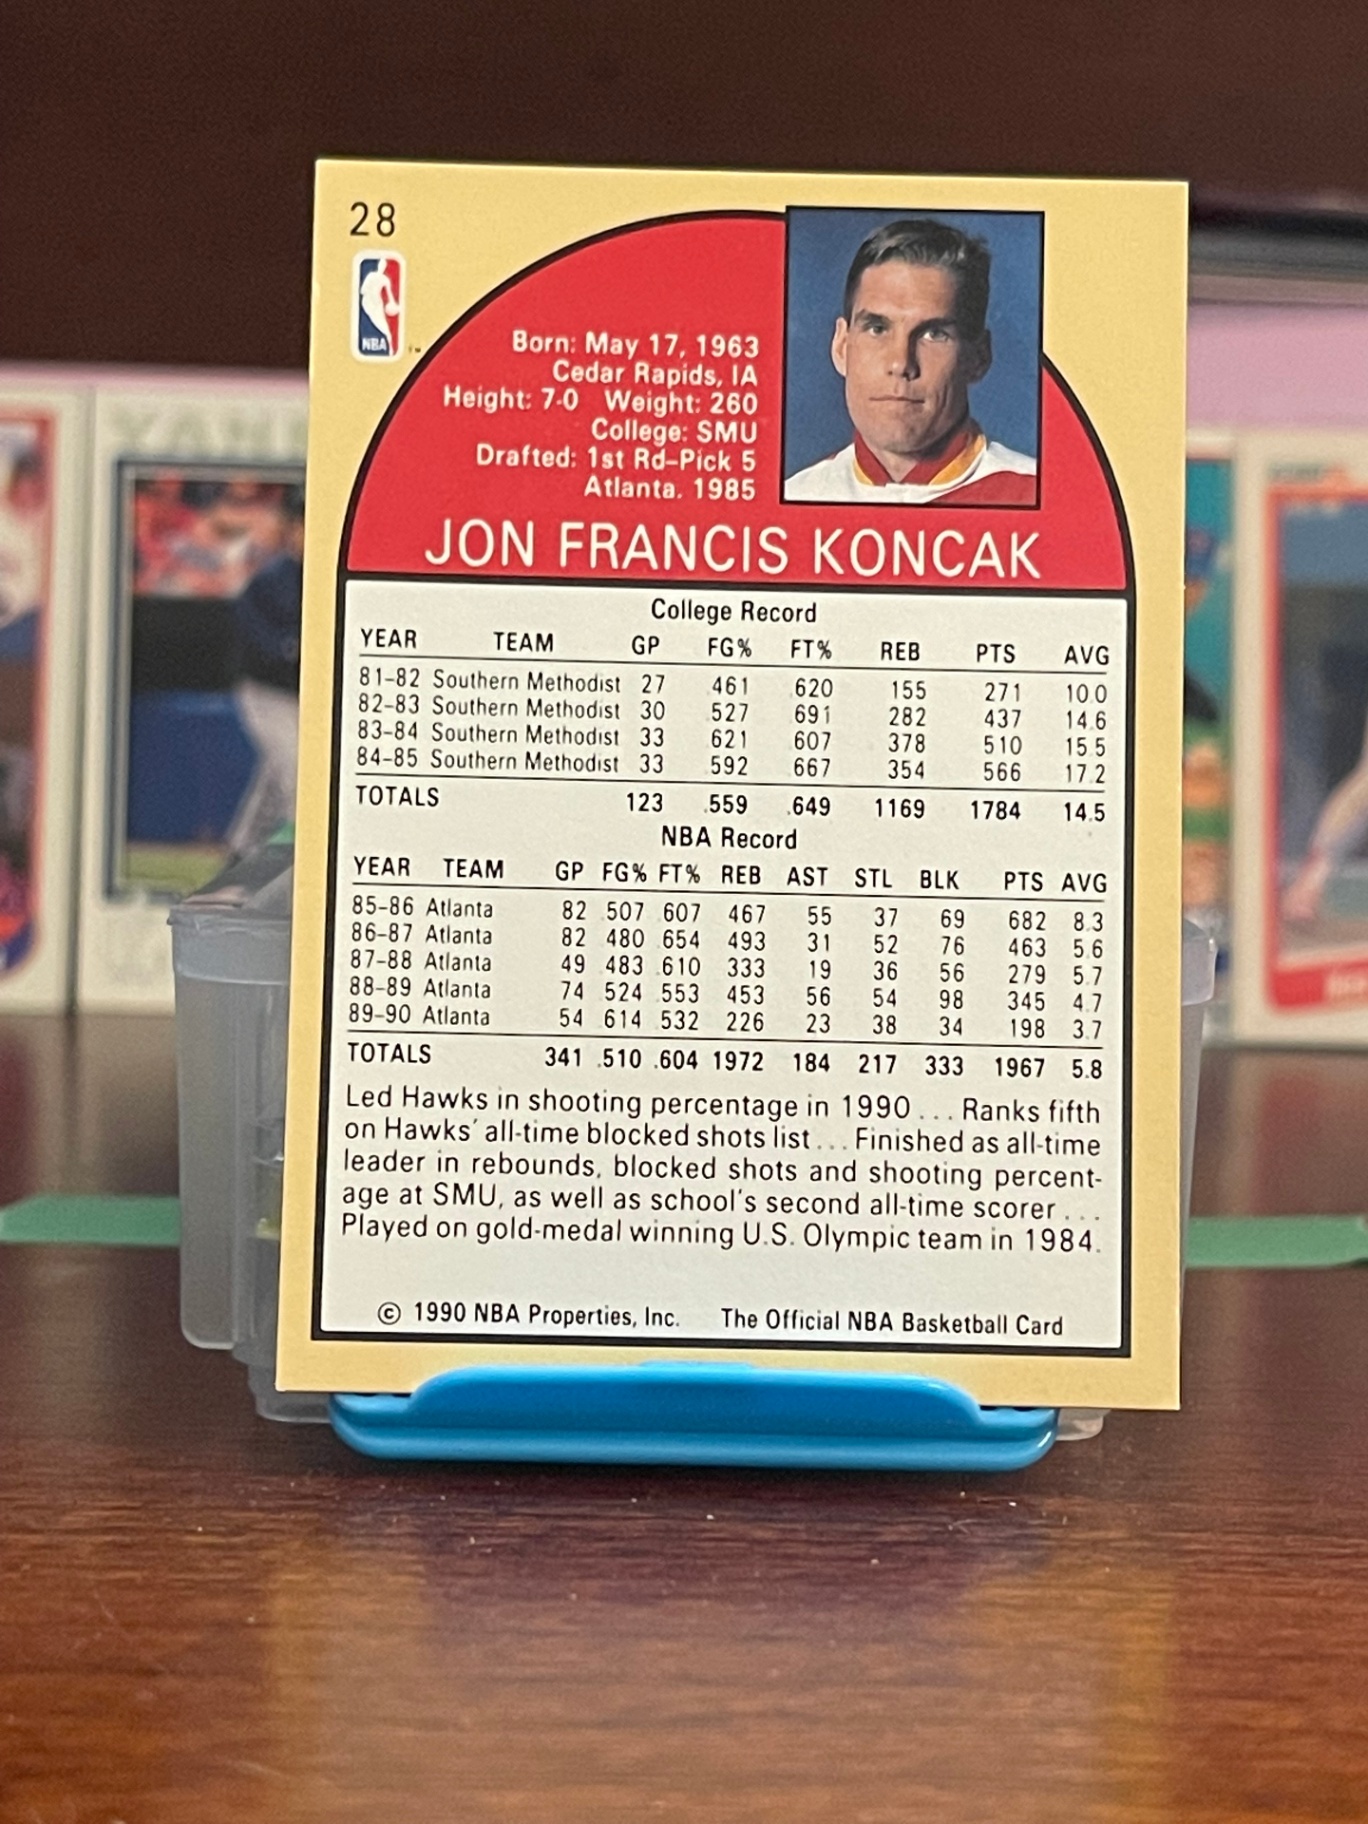 28
NBA
Born: May 17, 1963
Cedar Rapids, IA
Height: 7-0 Weight: 260
College: SMU
Drafted: 1st Rd-Pick 5
Atlanta. 1985
JON FRANCIS KONCAK
College Record
YEAR TEAM GP FG% FT% REB PTS AVG
81-82 Southern Methodist 27 .461 .620 155 271 10.0
82-83 Southern Methodist 30 .527 .691 282 437 14.6
83-84 Southern Methodist 33 .621 .607 378 510 15.5
84-85 Southern Methodist 33 .592 .667 354 566 17.2
TOTALS 123 .559 .649 1169 1784 14.5
NBA Record
YEAR TEAM GP FG% FT% REB AST STL BLK PTS AVG
85-86 Atlanta 82 .507 .607 467 55 37 69 682 8.3
86-87 Atlanta 82 .480 .654 493 31 52 76 463 5.6
87-88 Atlanta 49 .483 .610 333 19 36 56 279 5.7
88-89 Atlanta 74 .524 .553 453 56 54 98 345 4.7
89-90 Atlanta 54 .614 .532 226 23 38 34 198 3.7
TOTALS 341 .510 .604 1972 184 217 333 1967 5.8
Led Hawks in shooting percentage in 1990 ... Ranks fifth
on Hawks' all-time blocked shots list ... Finished as all-time
leader in rebounds, blocked shots and shooting percent-
age at SMU, as well as school's second all-time scorer ...
Played on gold-medal winning U.S. Olympic team in 1984.
© 1990 NBA Properties, Inc. The Official NBA Basketball Card